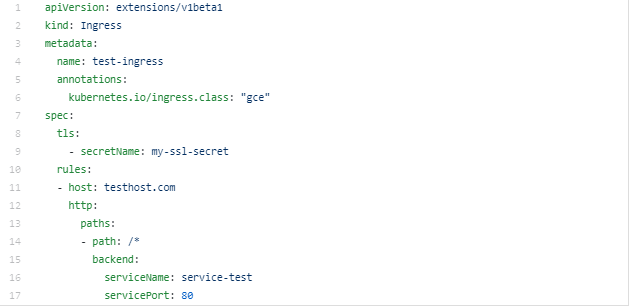 1 apiVersion: extensions/v1beta1
2 kind: Ingress
3 metadata:
4   name: test-ingress
5   annotations:
6     kubernetes.io/ingress.class: "gce"
7 spec:
8   tls:
9     - secretName: my-ssl-secret
10   rules:
11   - host: testhost.com
12     http:
13       paths:
14       - path: /*
15         backend:
16           serviceName: service-test
17           servicePort: 80